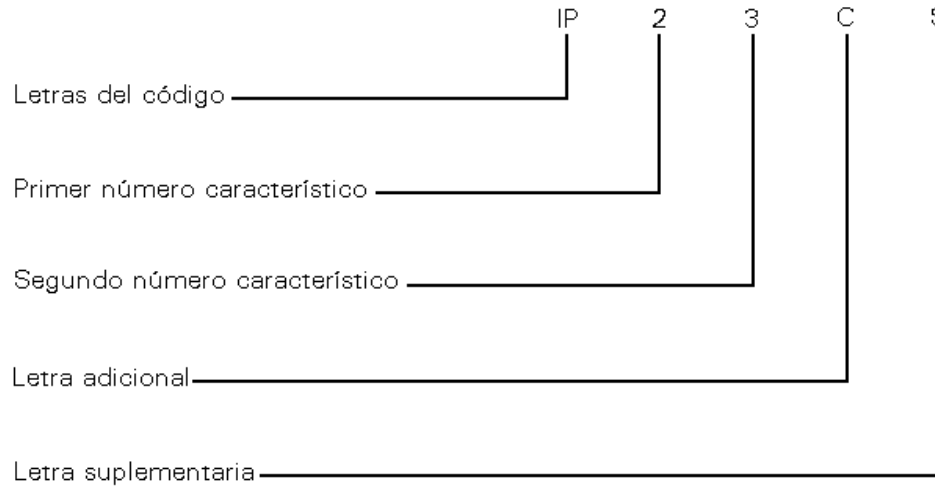 IP 2 3 C
Letras del código
Primer número característico
Segundo número característico
Letra adicional
Letra suplementaria